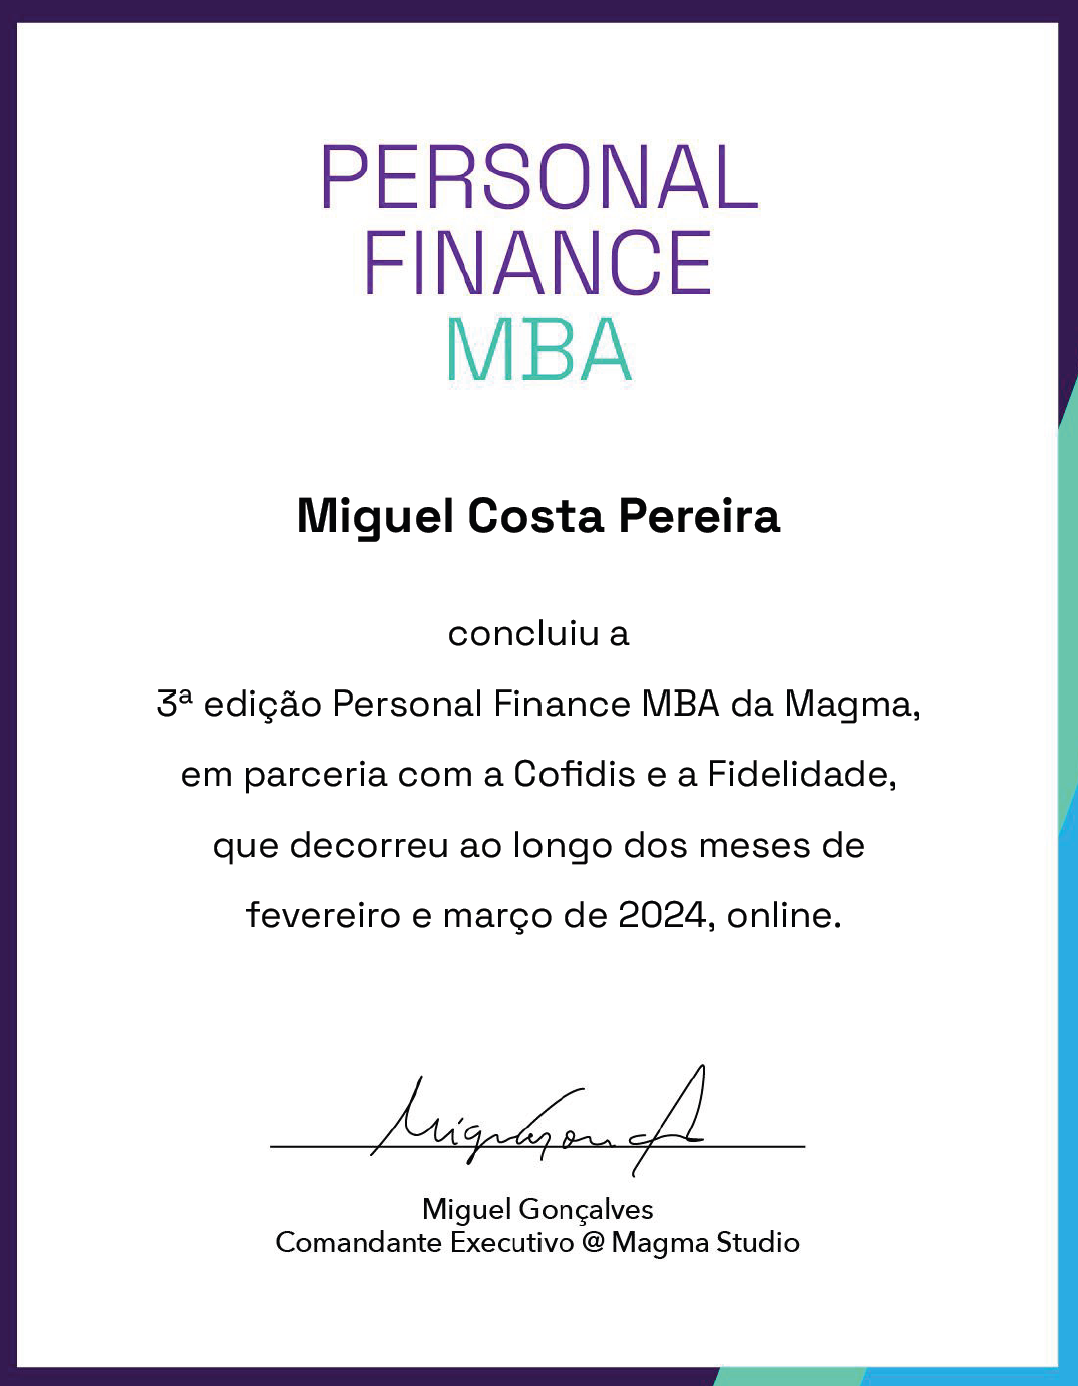 PERSONAL
FINANCE
MBA
Miguel Costa Pereira
concluiu a
3ª edição Personal Finance MBA da Magma,
em parceria com a Cofidis e a Fidelidade,
que decorreu ao longo dos meses de
fevereiro e março de 2024, online.
Miguel Gonçalves
Comandante Executivo @ Magma Studio